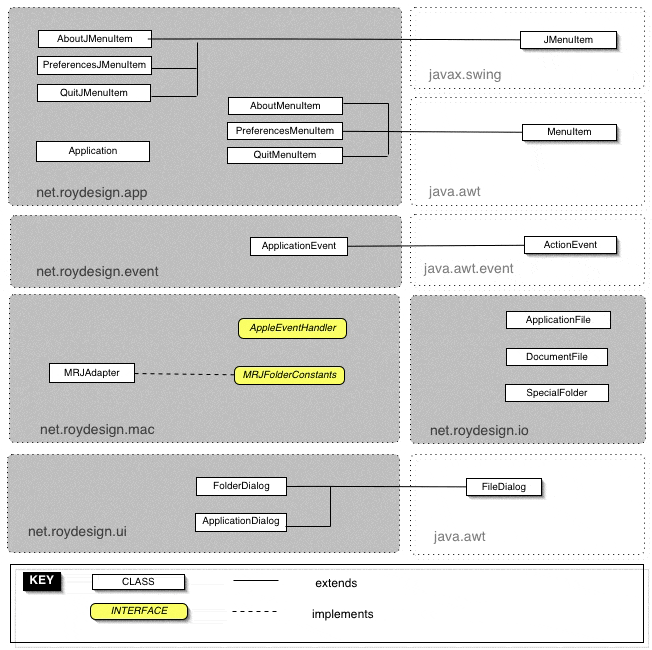 AboutJMenuItem
PreferencesJMenuItem
QuitJMenuItem
Application
AboutMenuItem
PreferencesMenuItem
QuitMenuItem
net.roydesign.app
JMenuItem
javax.swing
MenuItem
java.awt
ApplicationEvent
net.roydesign.event
ActionEvent
java.awt.event
AppleEventHandler
MRJAdapter
MRJFolderConstants
net.roydesign.mac
ApplicationFile
DocumentFile
SpecialFolder
net.roydesign.io
FolderDialog
ApplicationDialog
net.roydesign.ui
FileDialog
java.awt
KEY
CLASS
extends
INTERFACE
implements